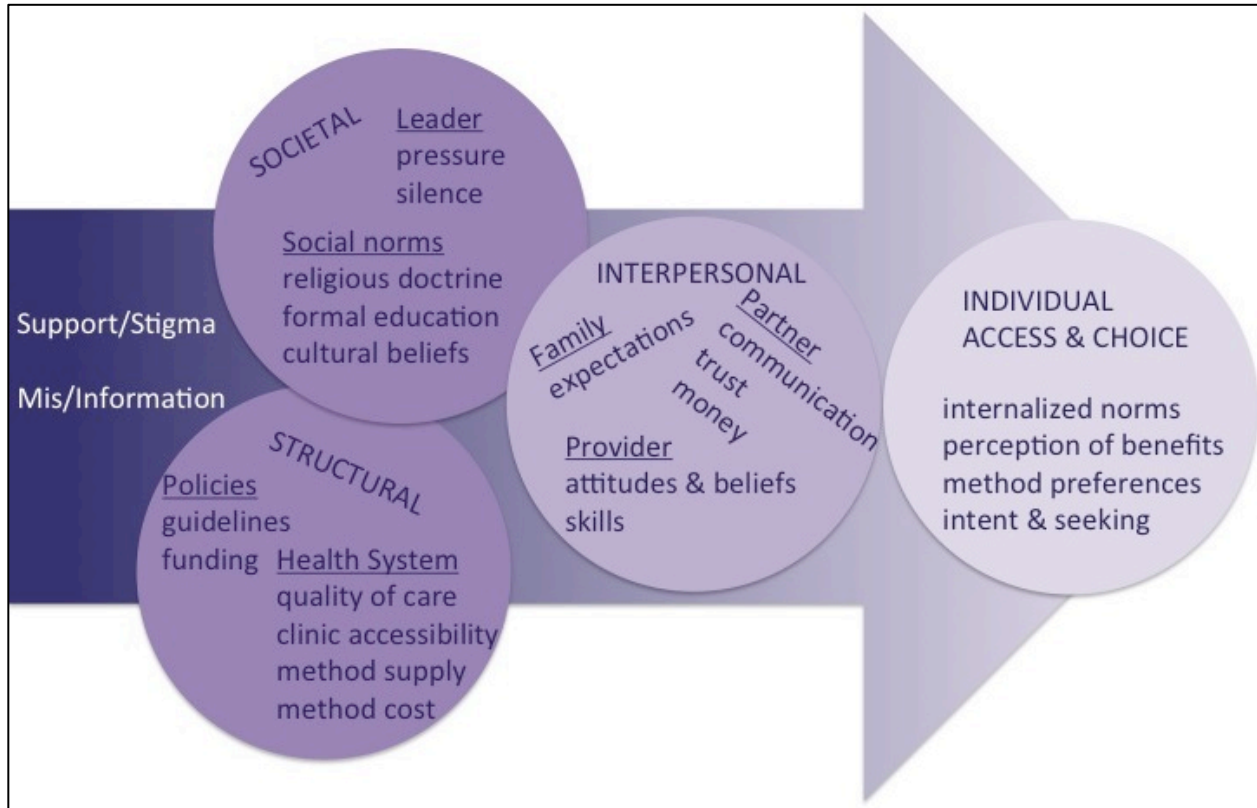 Support/Stigma
Mis/Information
SOCIETAL
Leader
pressure
silence
Social norms
religious doctrine
formal education
cultural beliefs
STRUCTURAL
Policies
guidelines
funding
Health System
quality of care
clinic accessibility
method supply
method cost
INTERPERSONAL
Family
expectations
Partner
communication
trust
money
Provider
attitudes & beliefs
skills
INDIVIDUAL
ACCESS & CHOICE
internalized norms
perception of benefits
method preferences
intent & seeking